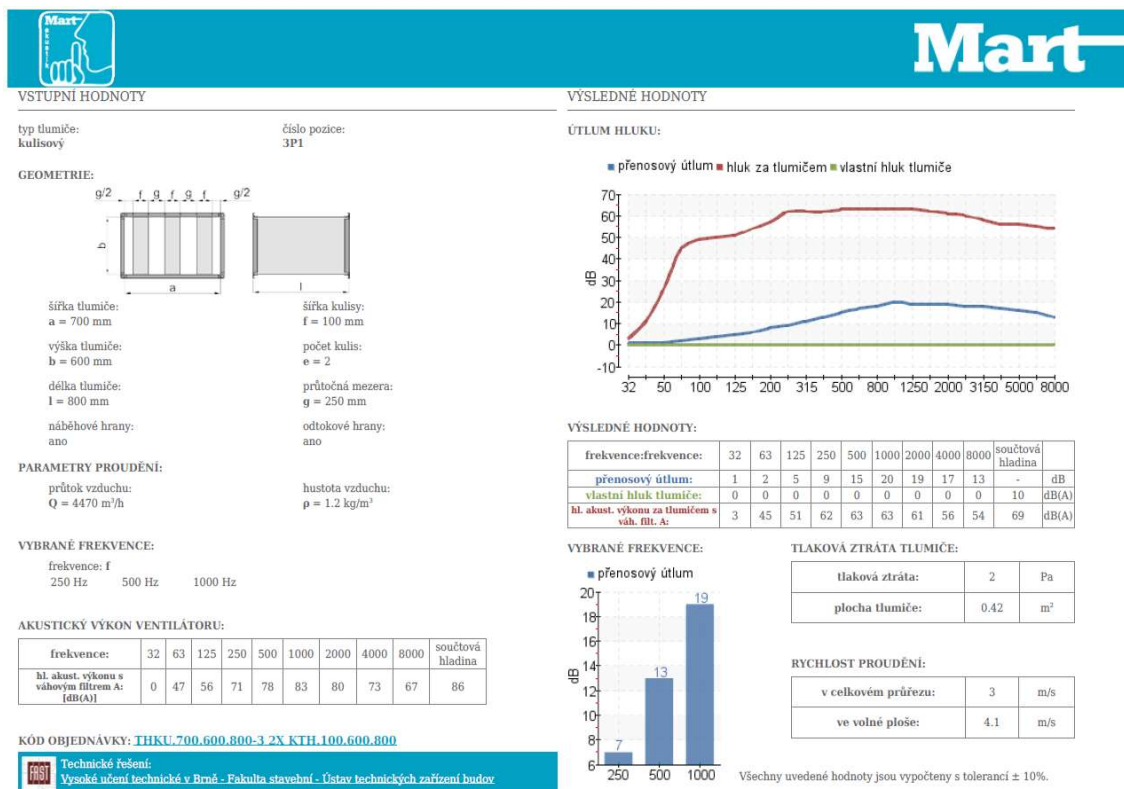 Mart
akustik
Mart
VSTUPNÍ HODNOTY
typ tlumiče:
kulisový
číslo pozice:
3P1
GEOMETRIE:
g/2 f g f g f g/2
b
a
l
šířka tlumiče:
a = 700 mm
šířka kulisy:
f = 100 mm
výška tlumiče:
b = 600 mm
počet kulis:
e = 2
délka tlumiče:
l = 800 mm
průtočná mezera:
g = 250 mm
náběhové hrany:
ano
odtokové hrany:
ano
PARAMETRY PROUDĚNÍ:
průtok vzduchu:
Q = 4470 m³/h
hustota vzduchu:
ρ = 1.2 kg/m³
VYBRANÉ FREKVENCE:
frekvence: f
250 Hz 500 Hz 1000 Hz
AKUSTICKÝ VÝKON VENTILÁTORU:
frekvence: 32 63 125 250 500 1000 2000 4000 8000 součtová hladina
hl. akust. výkonu s
váhovým filtrem A:
[dB(A)] 0 47 56 71 78 83 80 73 67 86
KÓD OBJEDNÁVKY: THKU.700.600.800-3 2X KTH.100.600.800
FAST
Technické řešení:
Vysoké učení technické v Brně - Fakulta stavební - Ústav technických zařízení budov
VÝSLEDNÉ HODNOTY
ÚTLUM HLUKU:
přenosový útlum hluk za tlumičem vlastní hluk tlumiče
70
60
50
40
30
20
10
0
-10
dB
32 50 100 125 200 315 500 800 1250 2000 3150 5000 8000
VÝSLEDNÉ HODNOTY:
frekvence:frekvence: 32 63 125 250 500 1000 2000 4000 8000 součtová hladina
přenosový útlum: 1 2 5 9 15 20 19 17 13 - dB
vlastní hluk tlumiče: 0 0 0 0 0 0 0 0 0 10 dB(A)
hl. akust. výkonu za tlumičem s
váh. filt. A: 3 45 51 62 63 63 61 56 54 69 dB(A)
VYBRANÉ FREKVENCE:
přenosový útlum
20
18
16
14
12
10
8
6
dB
7 13 19
250 500 1000
TLAKOVÁ ZTRÁTA TLUMIČE:
tlaková ztráta: 2 Pa
plocha tlumiče: 0.42 m²
RYCHLOST PROUDĚNÍ:
v celkovém průřezu: 3 m/s
ve volné ploše: 4.1 m/s
Všechny uvedené hodnoty jsou vypočteny s tolerancí ± 10%.